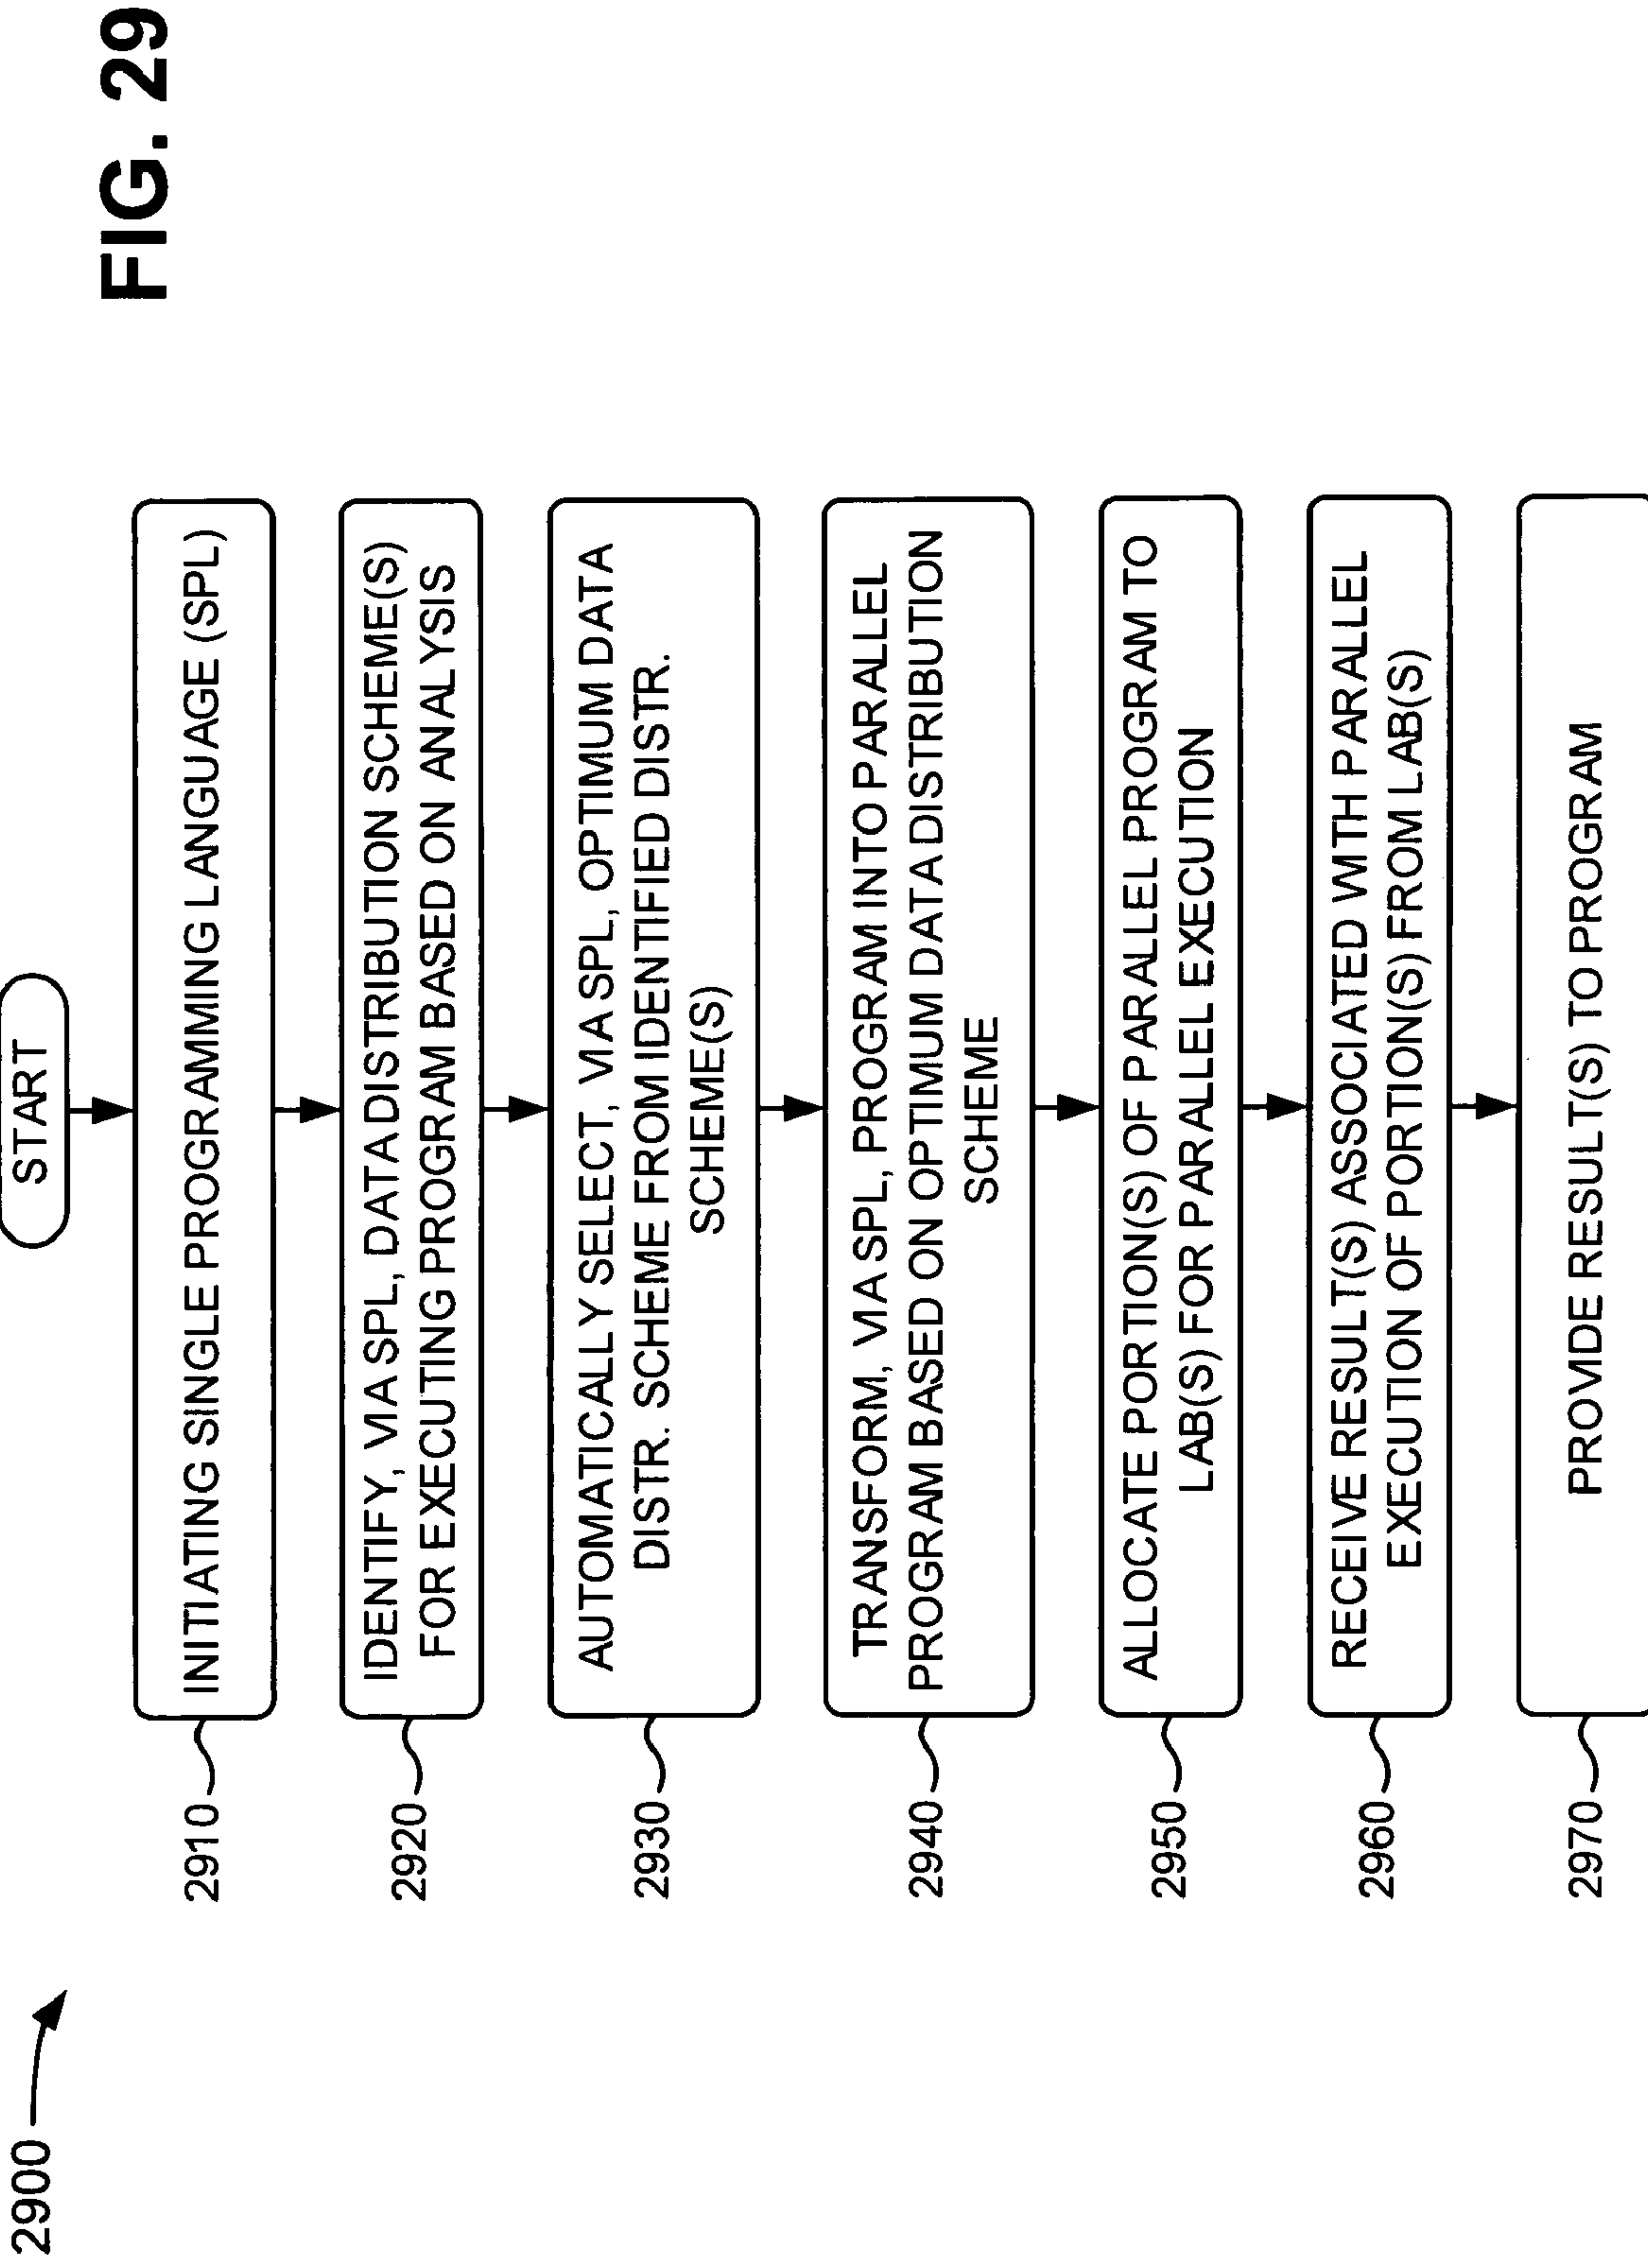 FIG. 29
2900
START
2910
INITIATING SINGLE PROGRAMMING LANGUAGE (SPL)
2920
IDENTIFY, VIA SPL, DATA DISTRIBUTION SCHEME(S)
FOR EXECUTING PROGRAM BASED ON ANALYSIS
2930
AUTOMATICALLY SELECT, VIA SPL, OPTIMUM DATA
DISTR. SCHEME FROM IDENTIFIED DISTR.
SCHEME(S)
2940
TRANSFORM, VIA SPL, PROGRAM INTO PARALLEL
PROGRAM BASED ON OPTIMUM DATA DISTRIBUTION
SCHEME
2950
ALLOCATE PORTION(S) OF PARALLEL PROGRAM TO
LAB(S) FOR PARALLEL EXECUTION
2960
RECEIVE RESULT(S) ASSOCIATED WITH PARALLEL
EXECUTION OF PORTION(S) FROM LAB(S)
2970
PROVIDE RESULT(S) TO PROGRAM